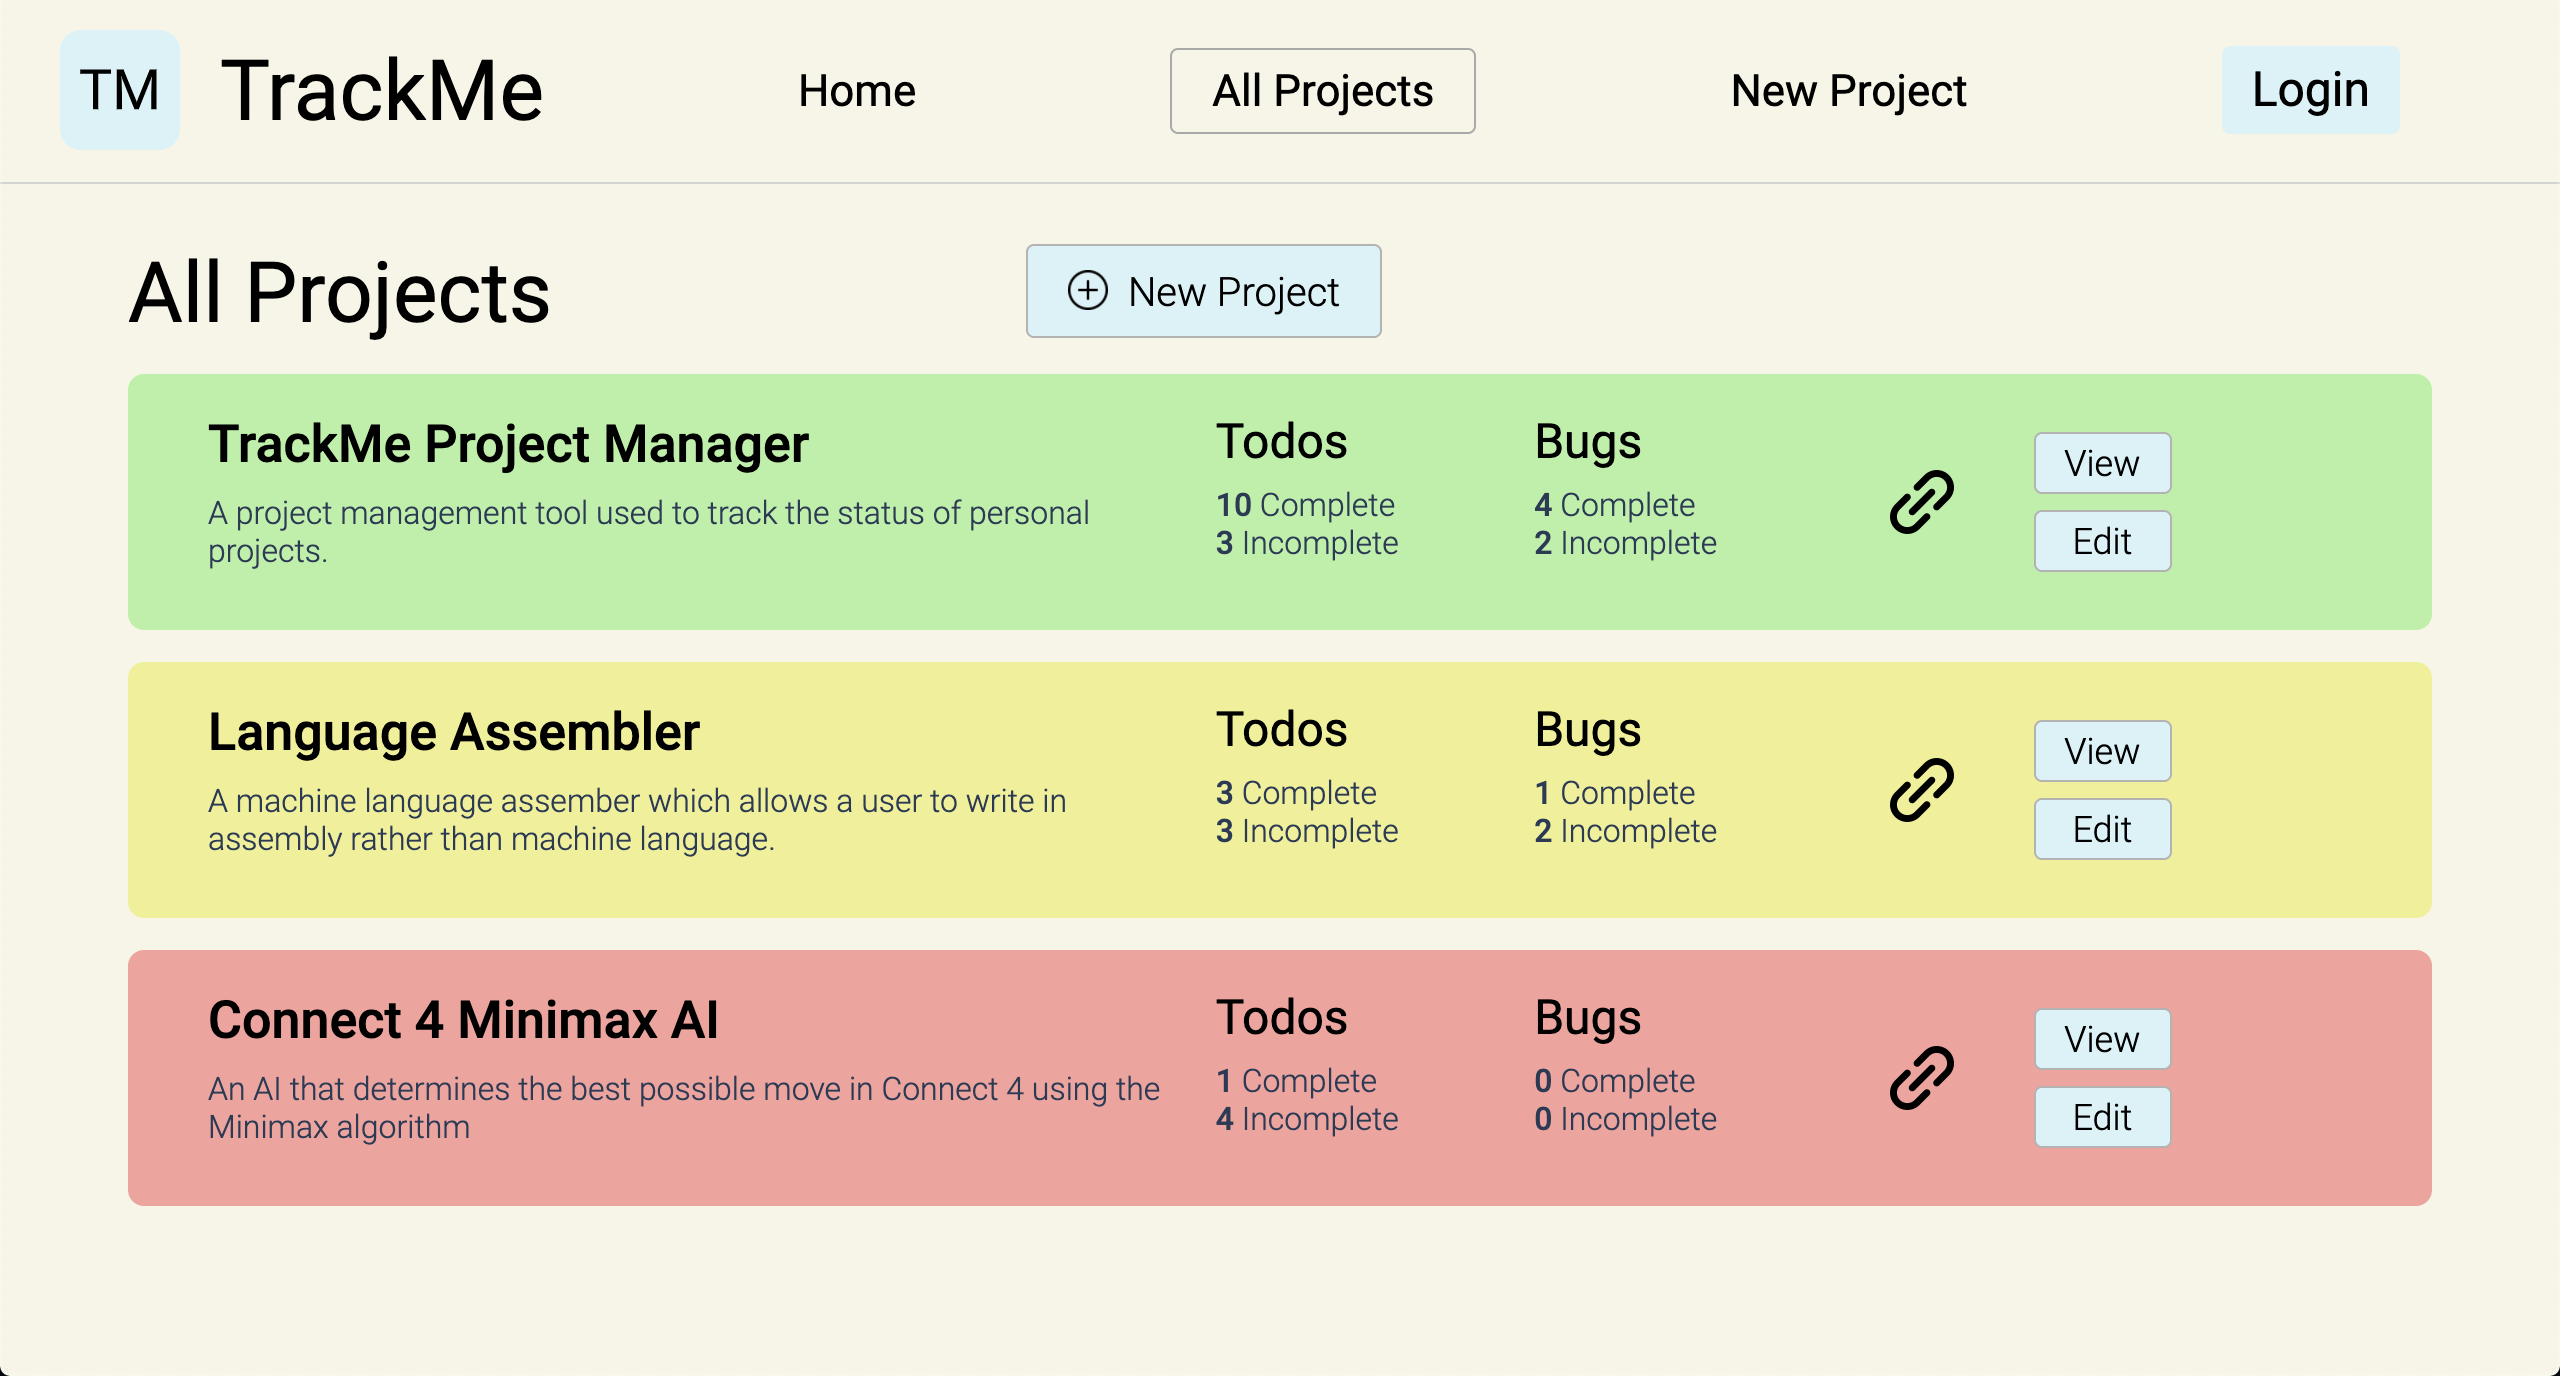 TM TrackMe Home All Projects New Project Login
All Projects New Project
TrackMe Project Manager
A project management tool used to track the status of personal
projects.
Todos
10 Complete
3 Incomplete
Bugs
4 Complete
2 Incomplete
View
Edit
Language Assembler
A machine language assember which allows a user to write in
assembly rather than machine language.
Todos
3 Complete
3 Incomplete
Bugs
1 Complete
2 Incomplete
View
Edit
Connect 4 Minimax AI
An AI that determines the best possible move in Connect 4 using the
Minimax algorithm
Todos
1 Complete
4 Incomplete
Bugs
0 Complete
0 Incomplete
View
Edit